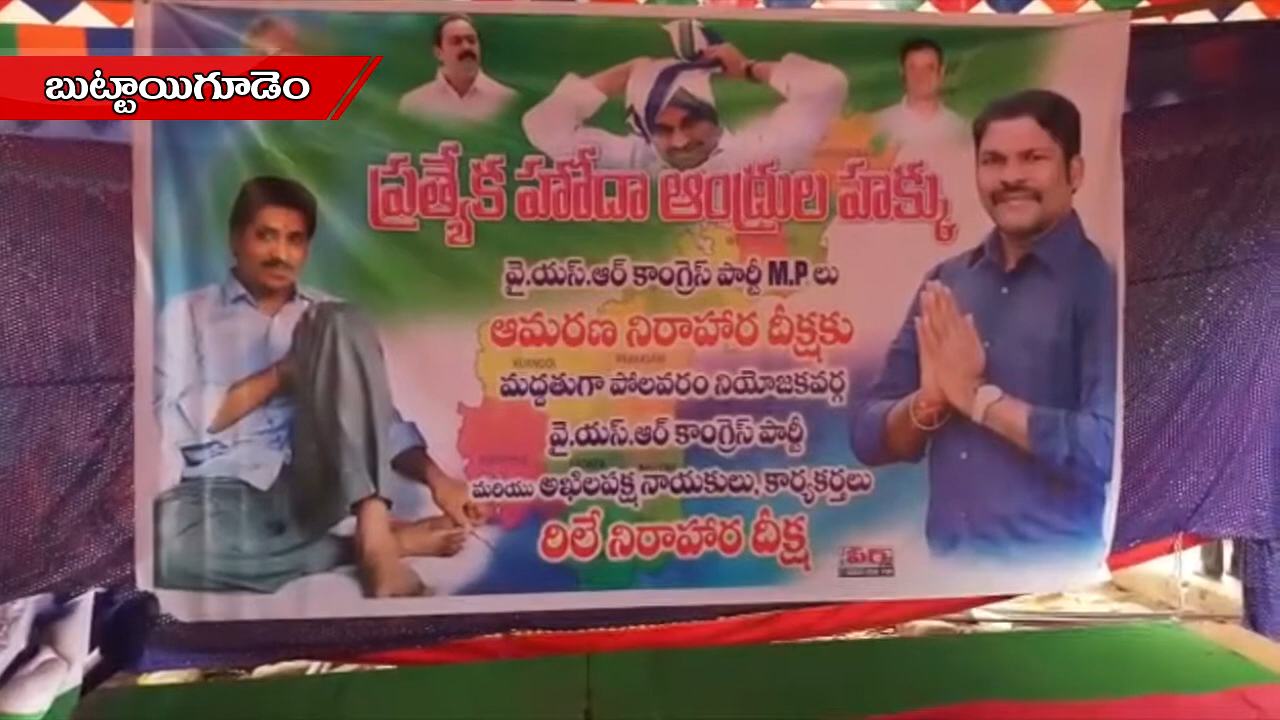 బుట్టాయిగూడెం
ప్రత్యేక హోదా ఆంధ్రుల హక్కు
వై.యస్.ఆర్ కాంగ్రెస్ పార్టీ M.P లు
ఆమరణ నిరాహార దీక్షకు
మద్దతుగా పోలవరం నియోజకవర్గ
వై.యస్.ఆర్ కాంగ్రెస్ పార్టీ
మరియు అఖిలపక్ష నాయకులు, కార్యకర్తలు
రిలే నిరాహార దీక్ష